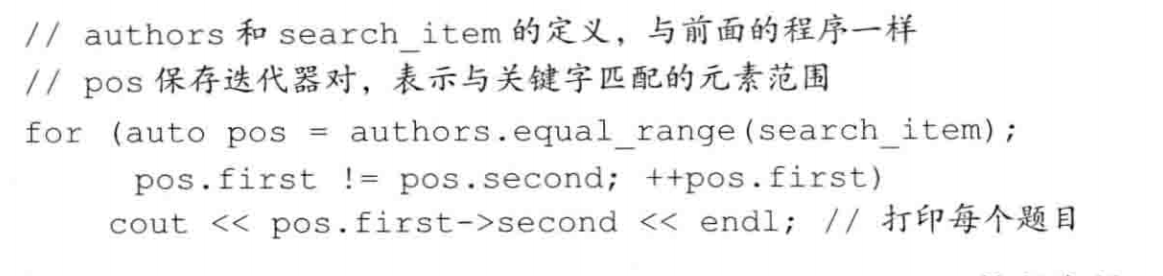 // authors 和 search_item 的定义，与前面的程序一样
// pos 保存迭代器对，表示与关键字匹配的元素范围
for (auto pos = authors.equal_range(search_item);
pos.first != pos.second; ++pos.first)
cout << pos.first->second << endl; // 打印每个题目